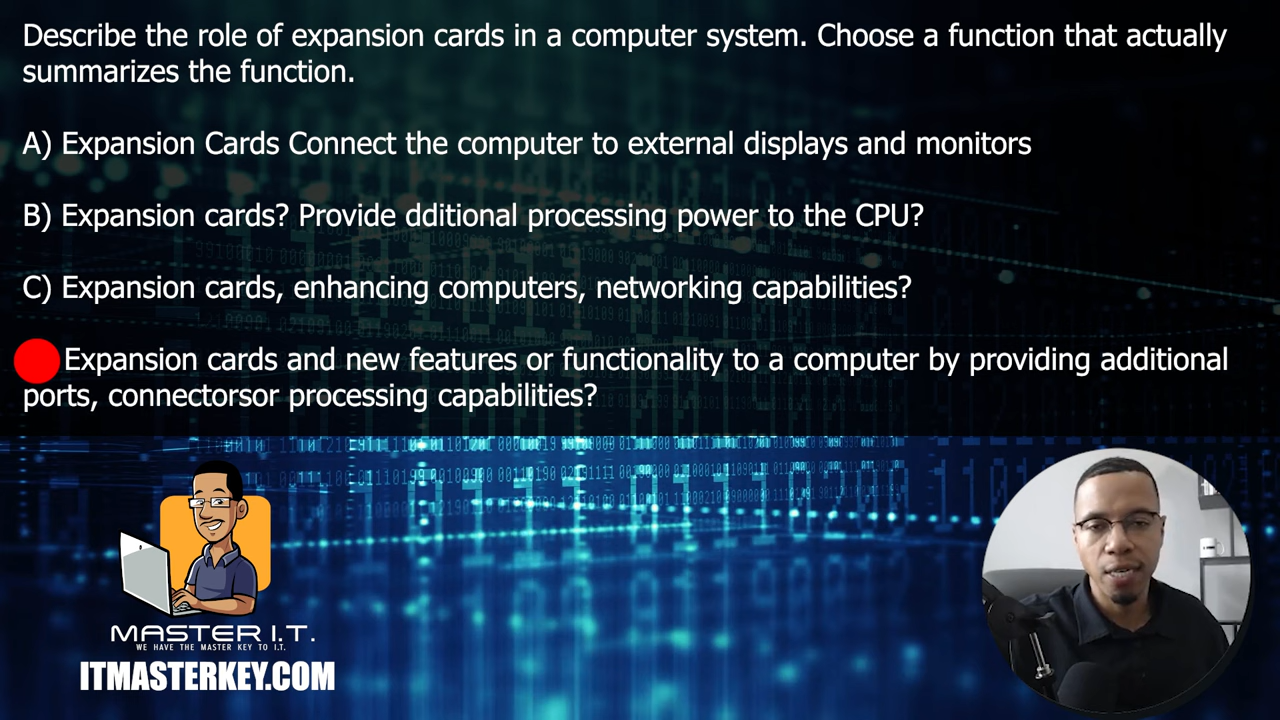 Describe the role of expansion cards in a computer system. Choose a function that actually
summarizes the function.
A) Expansion Cards Connect the computer to external displays and monitors
B) Expansion cards? Provide dditional processing power to the CPU?
C) Expansion cards, enhancing computers, networking capabilities?
Expansion cards and new features or functionality to a computer by providing additional
ports, connectorsor processing capabilities?
MASTER I.T.
WE HAVE THE MASTER KEY TO I.T.
ITMASTERKEY.COM